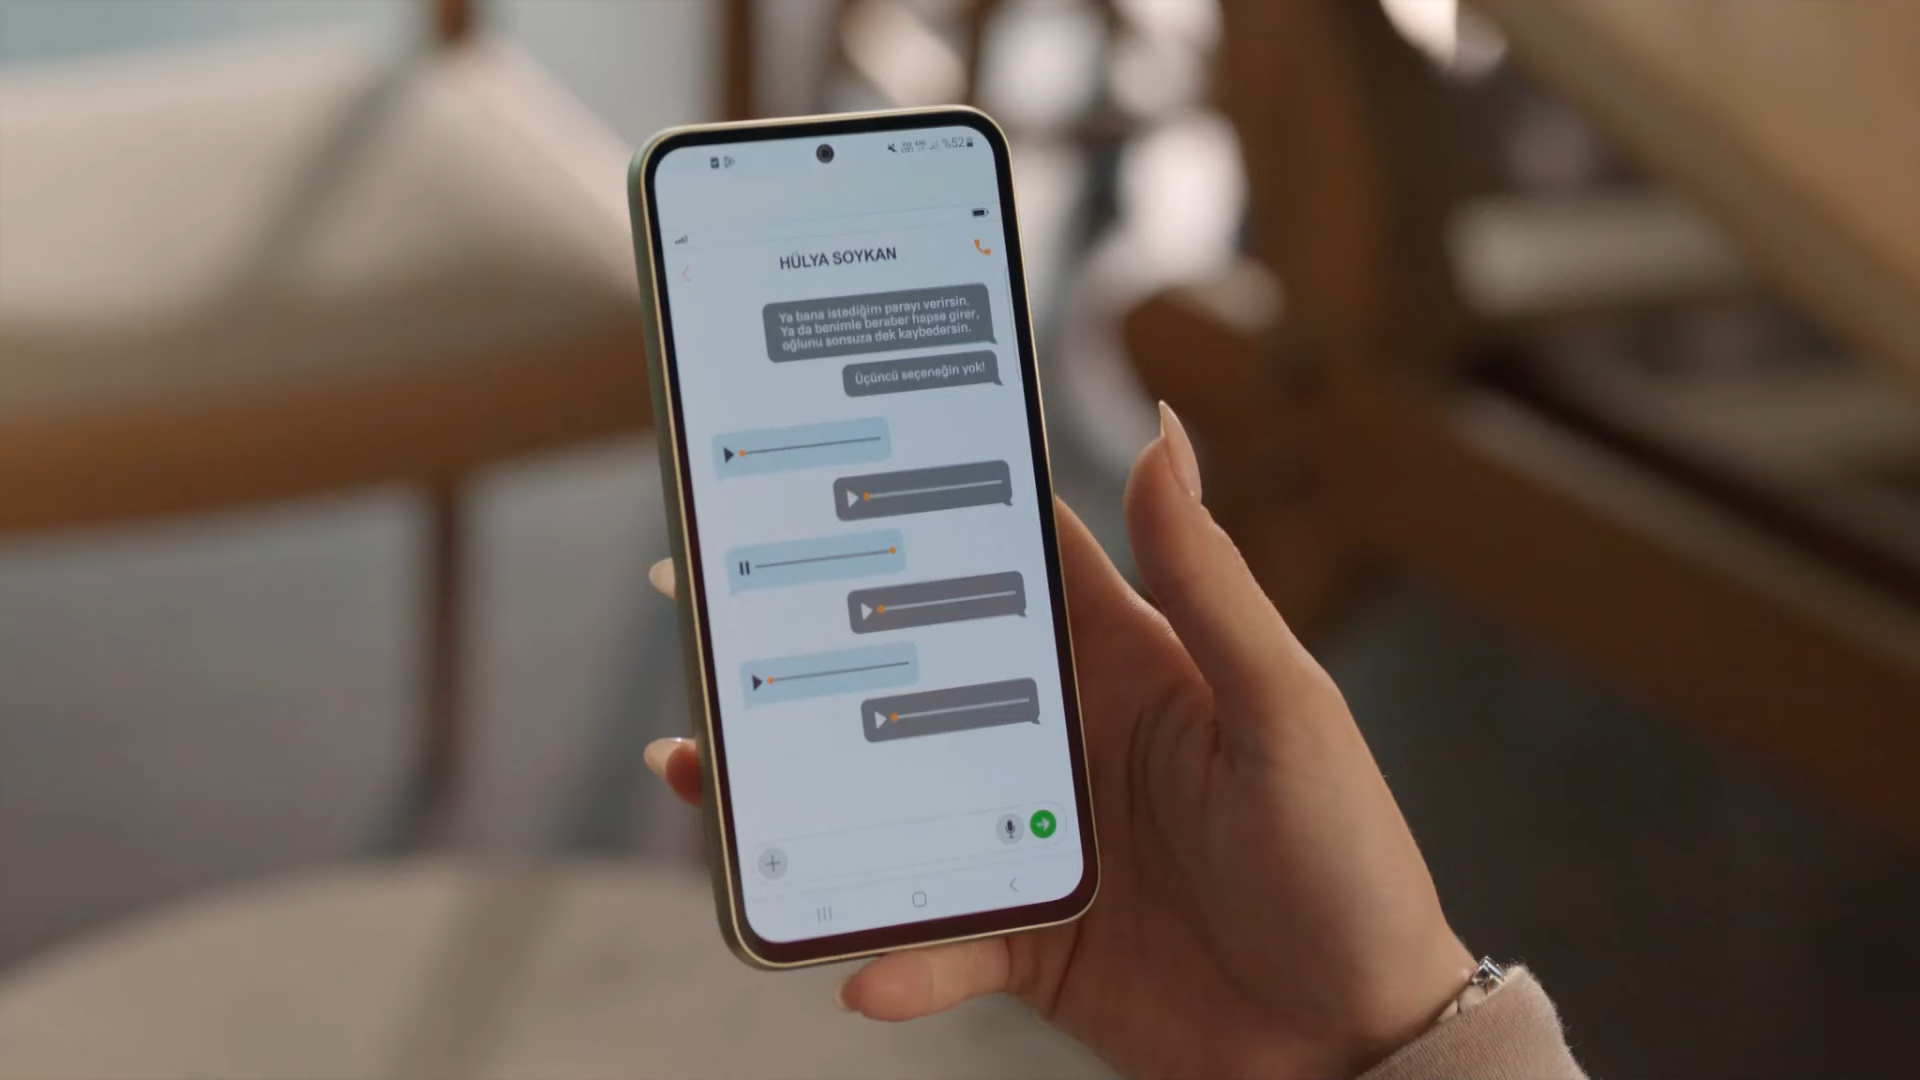 %52
HÜLYA SOYKAN
Ya bana istediğim parayı verirsin.
Ya da benimle beraber hapse girer,
oğlunu sonsuza dek kaybedersin.
Üçüncü seçeneğin yok!